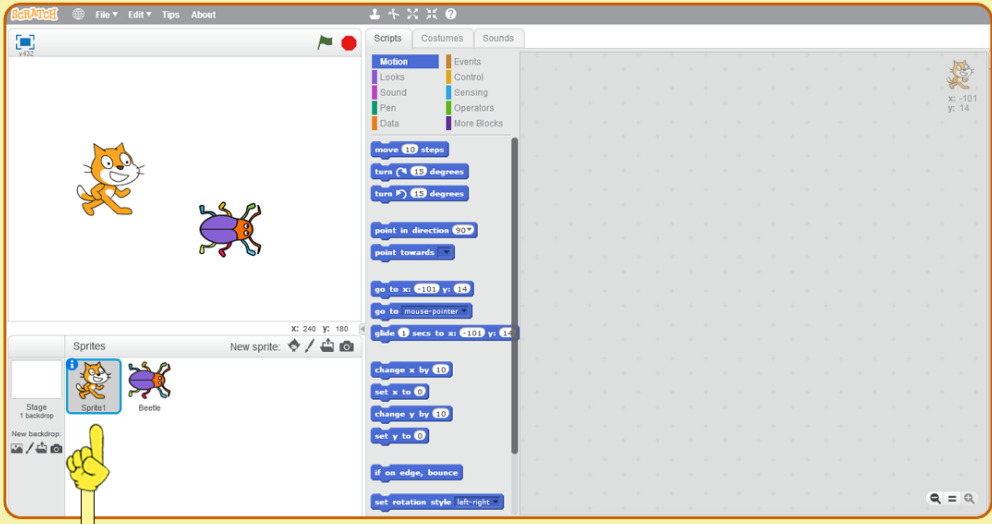 SCRATCH File Edit Tips About
v432
Scripts Costumes Sounds
Motion Events
Looks Control
Sound Sensing
Pen Operators
Data More Blocks
x: -101
y: 14
move 10 steps
turn 15 degrees
turn 15 degrees
point in direction 90
point towards
go to x: -101 y: 14
go to mouse-pointer
glide 1 secs to x: -101 y: 14
change x by 10
set x to 0
change y by 10
set y to 0
if on edge, bounce
set rotation style left-right
X: 240 y: 180
Sprites New sprite:
Stage
1 backdrop
New backdrop:
Sprite1 Beetle